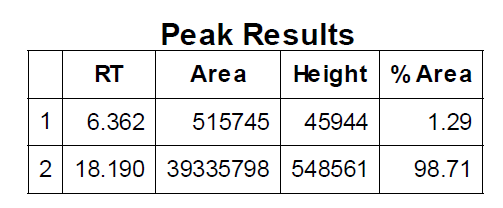 Peak Results
RT Area Height % Area
1 6.362 515745 45944 1.29
2 18.190 39335798 548561 98.71